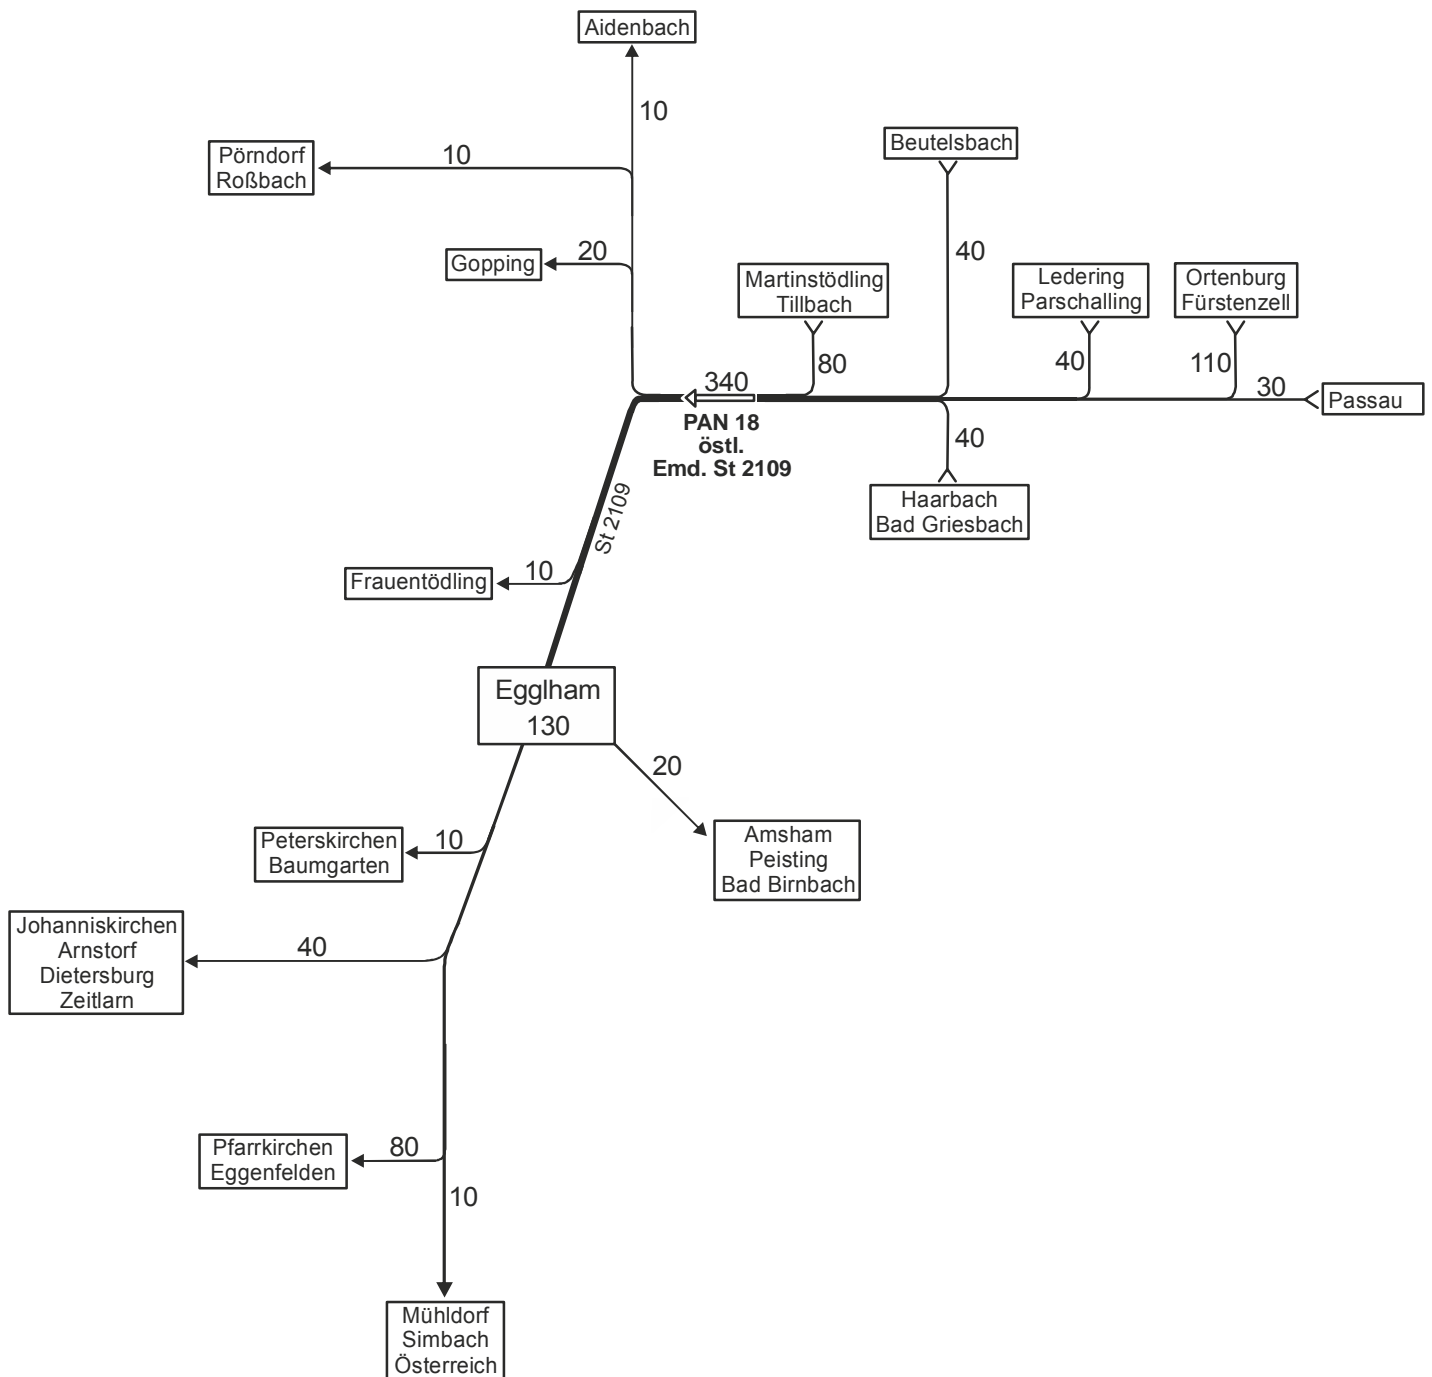 Aidenbach
10
Pörndorf
Roßbach
10
Beutelsbach
40
Gopping
20
Martinstödling
Tillbach
80
Ledering
Parschalling
40
Ortenburg
Fürstenzell
110
30
Passau
340
PAN 18
östl.
Emd. St 2109
40
Haarbach
Bad Griesbach
St 2109
Frauentödling
10
Egglham
130
20
Amsham
Peisting
Bad Birnbach
Peterskirchen
Baumgarten
10
Johanniskirchen
Arnstorf
Dietersburg
Zeitlarn
40
Pfarrkirchen
Eggenfelden
80
10
Mühldorf
Simbach
Österreich